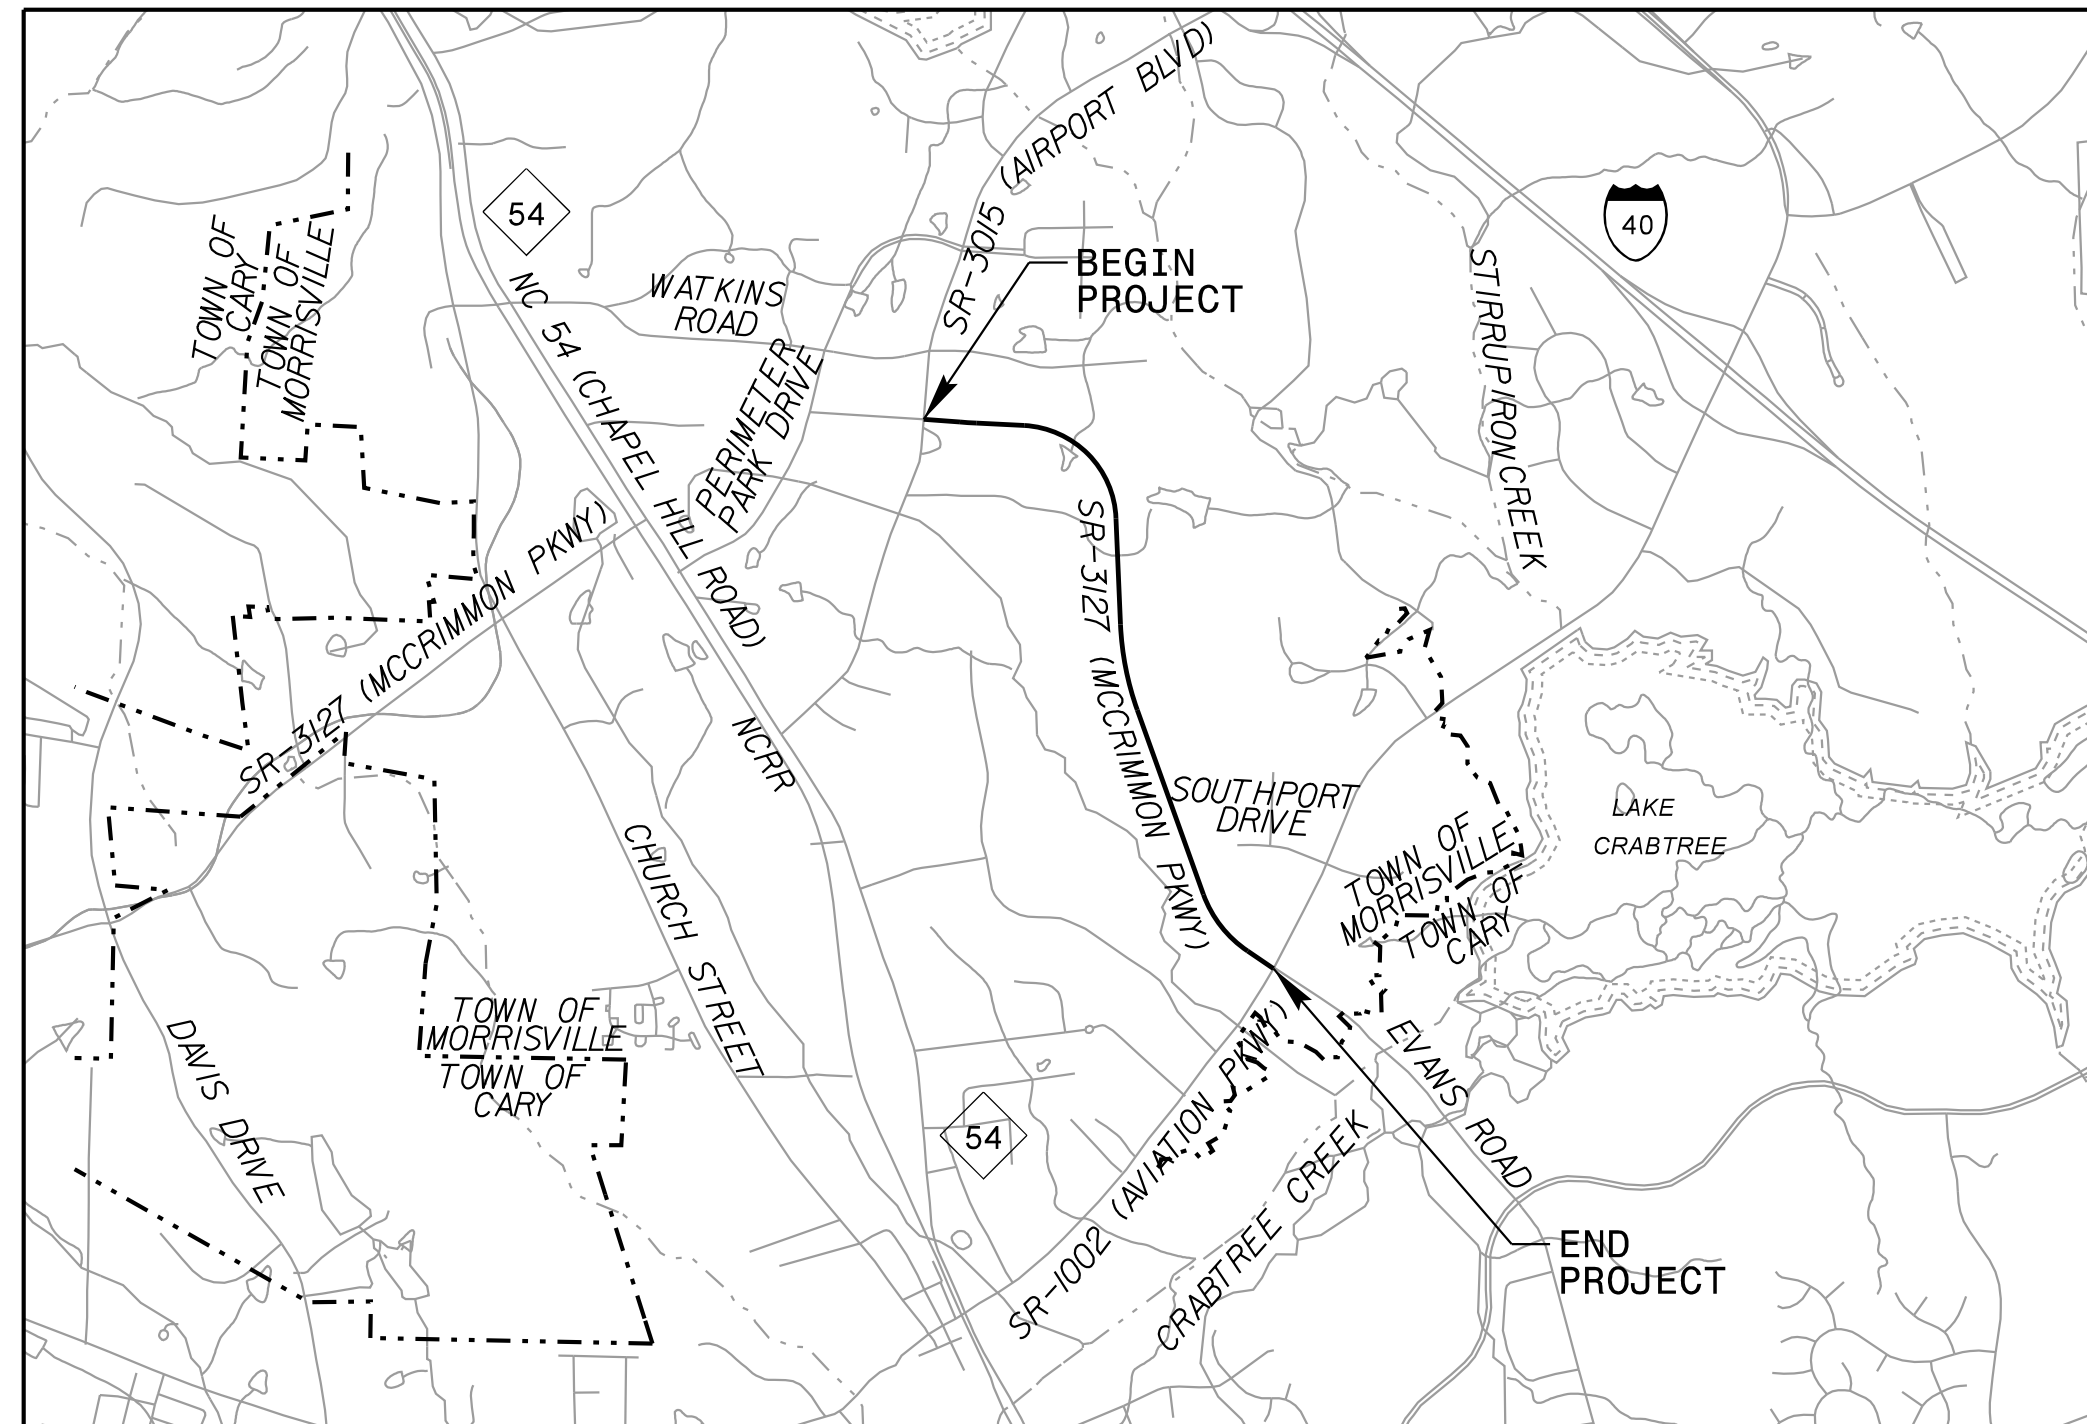 SR-3015 (AIRPORT BLVD)
54
40
TOWN OF
CARY
TOWN OF
MORRISVILLE
WATKINS
ROAD
BEGIN
PROJECT
STIRRUP IRON CREEK
NC 54 (CHAPEL HILL ROAD)
PERIMETER
PARK DRIVE
SR-3127 (MCCRIMMON PKWY)
SR-3127 (MCCRIMMON PKWY)
NCRR
SOUTHPORT
DRIVE
LAKE
CRABTREE
TOWN OF
MORRISVILLE
TOWN OF
CARY
CHURCH STREET
TOWN OF
MORRISVILLE
TOWN OF
CARY
DAVIS DRIVE
EVANS ROAD
54
SR-1002 (AVIATION PKWY)
CRABTREE CREEK
END
PROJECT